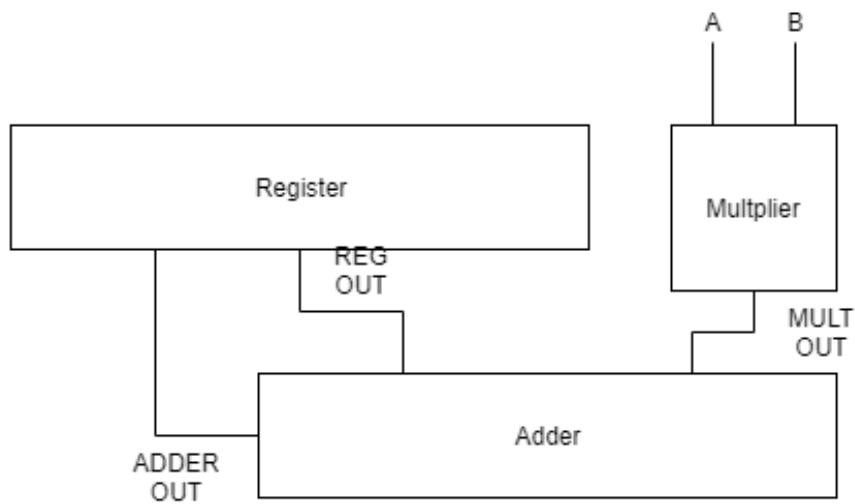 A B
Register
Multplier
REG
OUT
MULT
OUT
Adder
ADDER
OUT